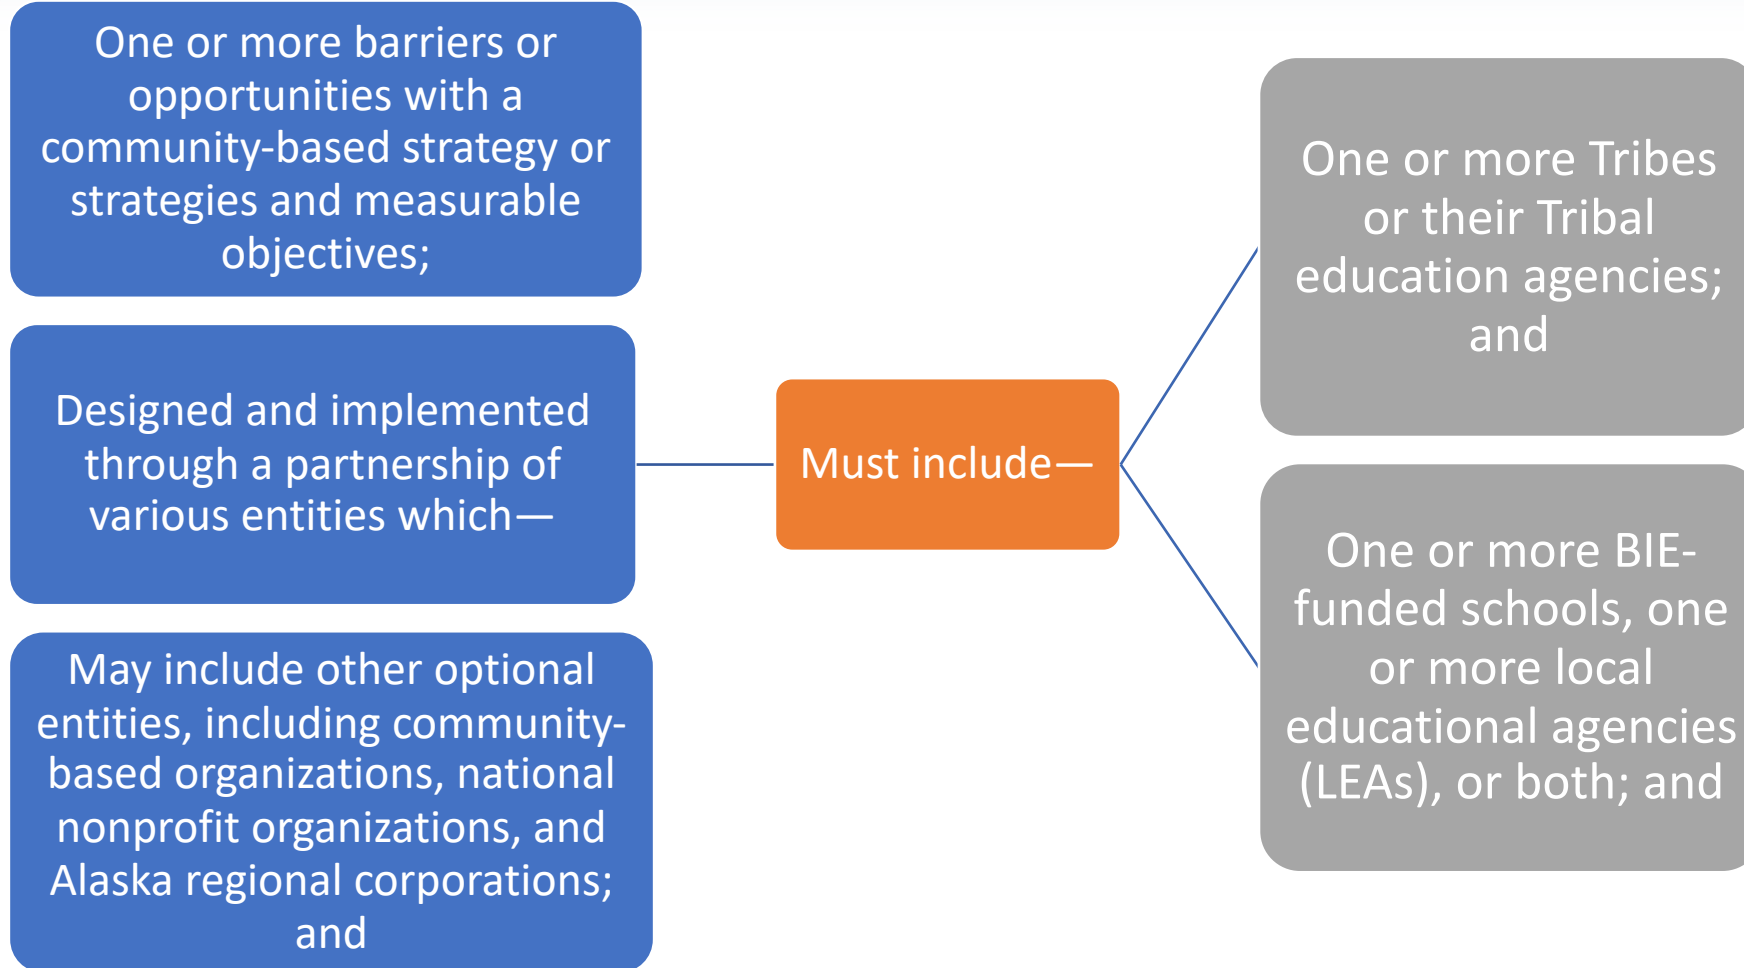 One or more barriers or
opportunities with a
community-based strategy or
strategies and measurable
objectives;
Designed and implemented
through a partnership of
various entities which—
Must include—
One or more Tribes
or their Tribal
education agencies;
and
One or more BIE-
funded schools, one
or more local
educational agencies
(LEAs), or both; and
May include other optional
entities, including community-
based organizations, national
nonprofit organizations, and
Alaska regional corporations;
and